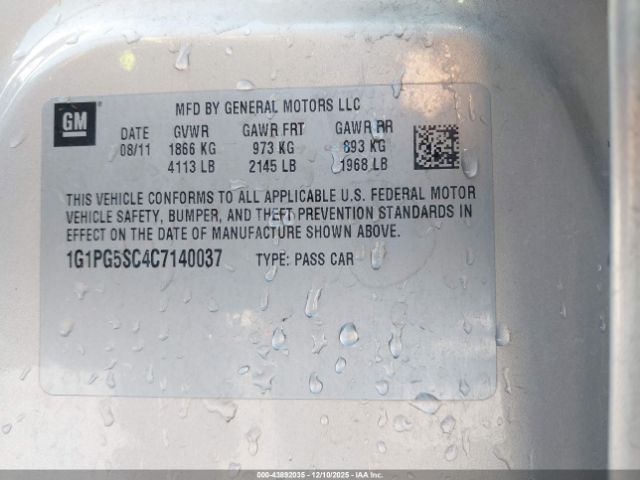 GM
MFD BY GENERAL MOTORS LLC
DATE GVWR GAWR FRT GAWR RR
08/11 1866 KG 973 KG 893 KG
4113 LB 2145 LB 1968 LB
THIS VEHICLE CONFORMS TO ALL APPLICABLE U.S. FEDERAL MOTOR
VEHICLE SAFETY, BUMPER, AND THEFT PREVENTION STANDARDS IN
EFFECT ON THE DATE OF MANUFACTURE SHOWN ABOVE.
1G1PG5SC4C7140037 TYPE: PASS CAR
000-43892035 - 12/10/2025 - IAA Inc.